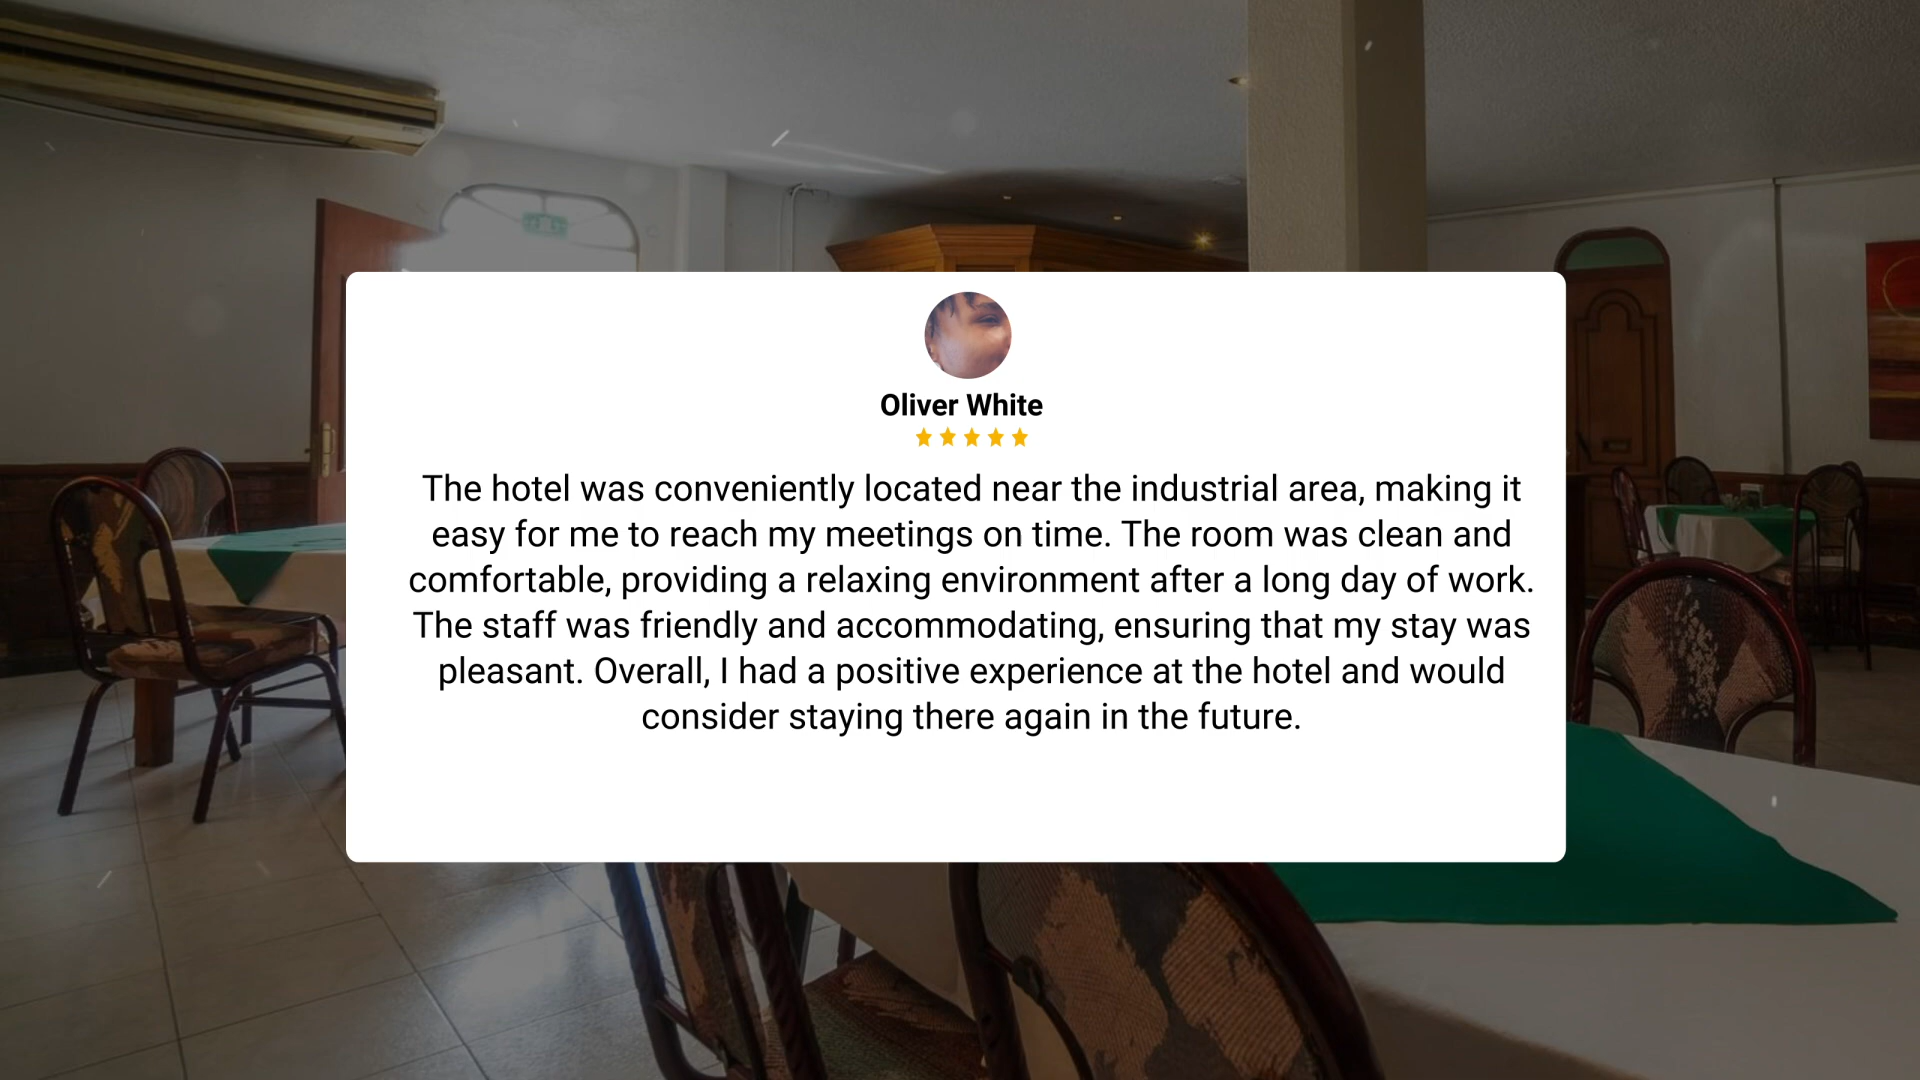 Oliver White
The hotel was conveniently located near the industrial area, making it
easy for me to reach my meetings on time. The room was clean and
comfortable, providing a relaxing environment after a long day of work.
The staff was friendly and accommodating, ensuring that my stay was
pleasant. Overall, I had a positive experience at the hotel and would
consider staying there again in the future.